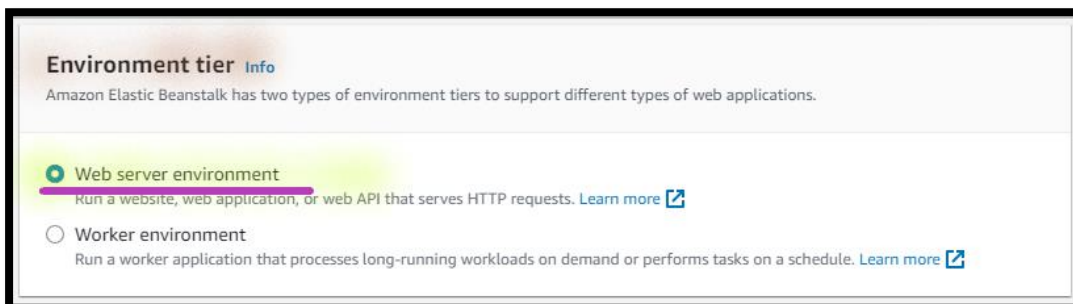 Environment tier Info
Amazon Elastic Beanstalk has two types of environment tiers to support different types of web applications.
Web server environment
Run a website, web application, or web API that serves HTTP requests. Learn more
Worker environment
Run a worker application that processes long-running workloads on demand or performs tasks on a schedule. Learn more